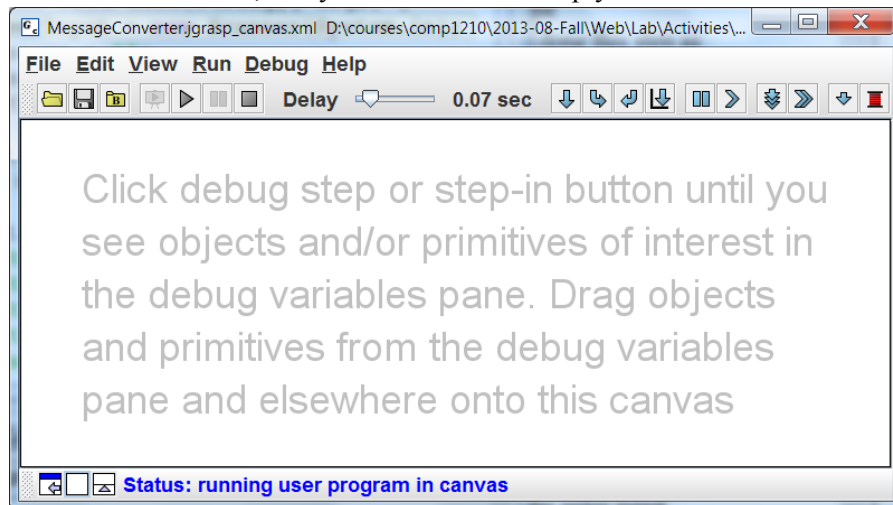 MessageConverter.jgrasp_canvas.xml D:\courses\comp1210\2013-08-Fall\Web\Lab\Activities\...
File Edit View Run Debug Help
Delay 0.07 sec
Click debug step or step-in button until you
see objects and/or primitives of interest in
the debug variables pane. Drag objects
and primitives from the debug variables
pane and elsewhere onto this canvas
Status: running user program in canvas